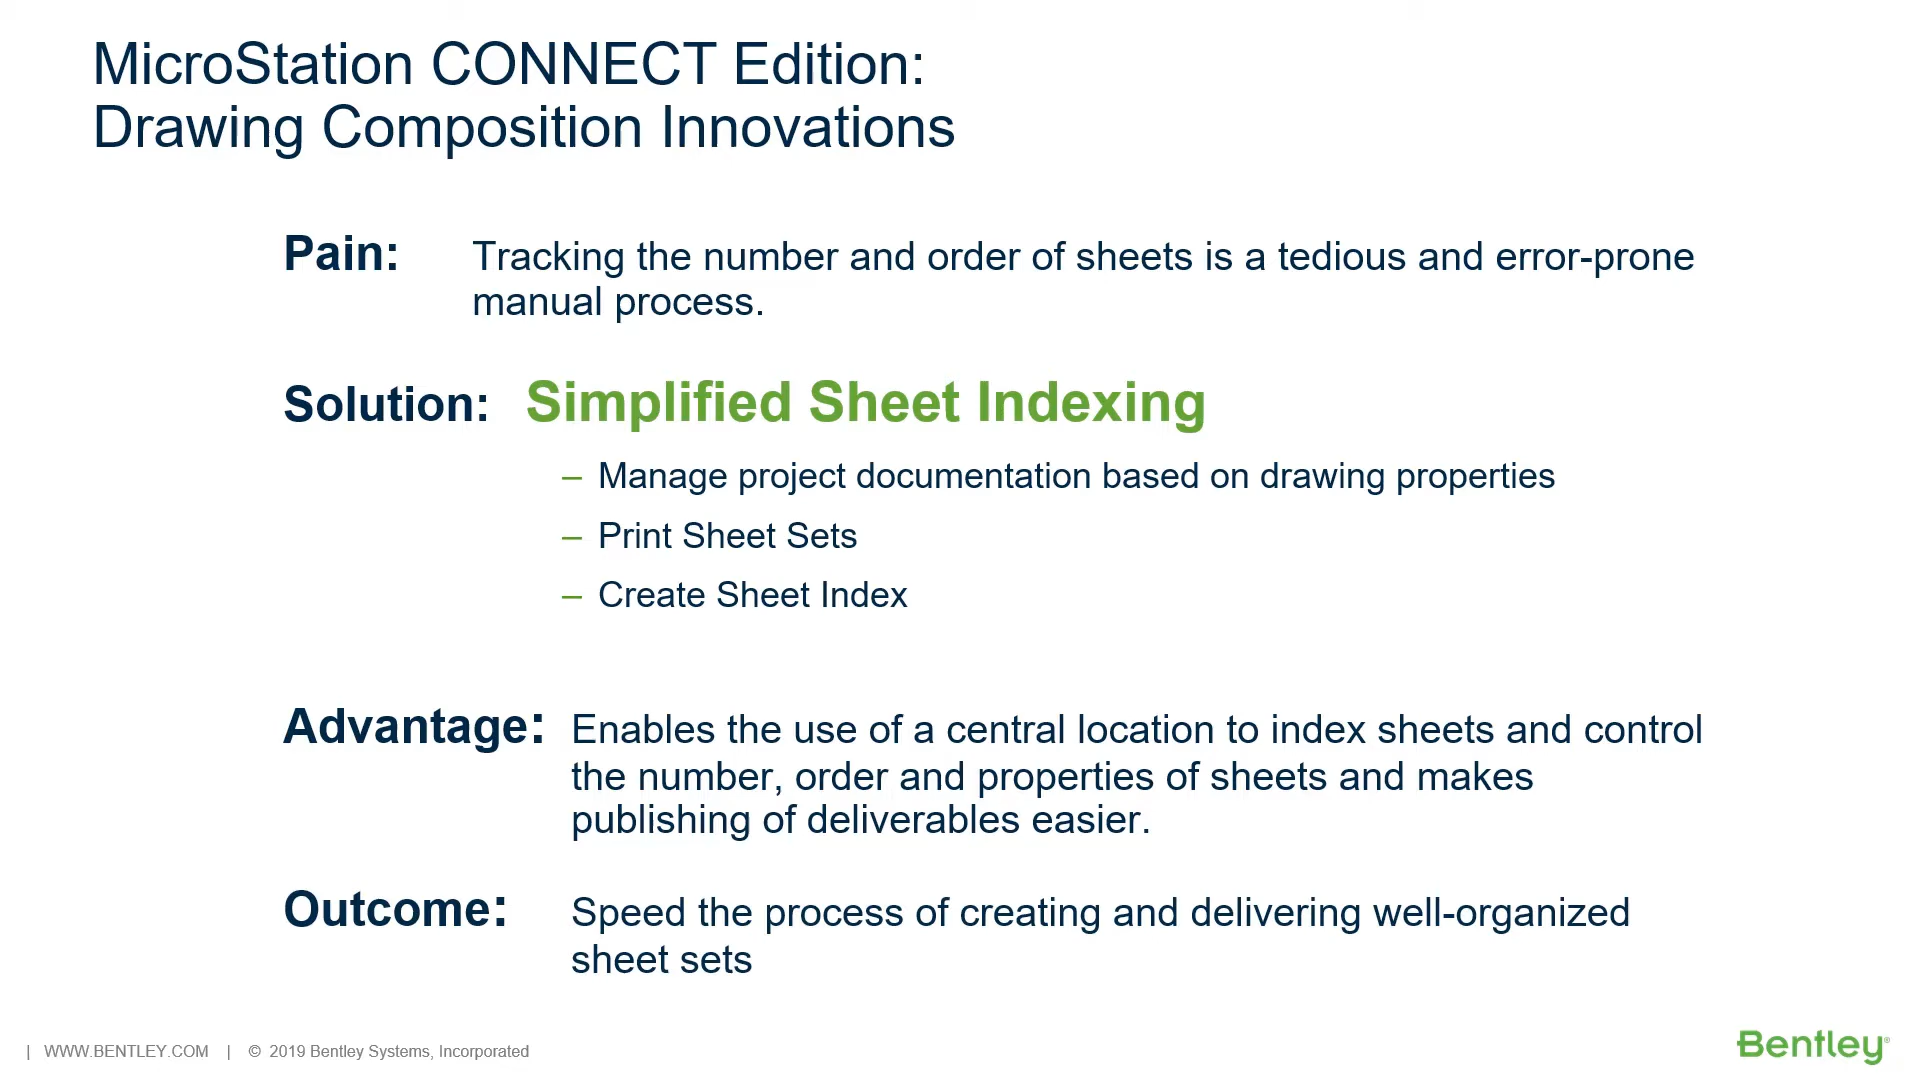 MicroStation CONNECT Edition:
Drawing Composition Innovations
Pain: Tracking the number and order of sheets is a tedious and error-prone
manual process.
Solution: Simplified Sheet Indexing
– Manage project documentation based on drawing properties
– Print Sheet Sets
– Create Sheet Index
Advantage: Enables the use of a central location to index sheets and control
the number, order and properties of sheets and makes
publishing of deliverables easier.
Outcome: Speed the process of creating and delivering well-organized
sheet sets
| WWW.BENTLEY.COM | © 2019 Bentley Systems, Incorporated
Bentley®